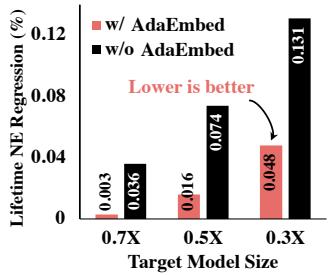 Lifetime NE Regression (%)
0.12
0.08
0.04
0
w/ AdaEmbed
w/o AdaEmbed
Lower is better
0.003
0.036
0.016
0.074
0.048
0.131
0.7X
0.5X
0.3X
Target Model Size